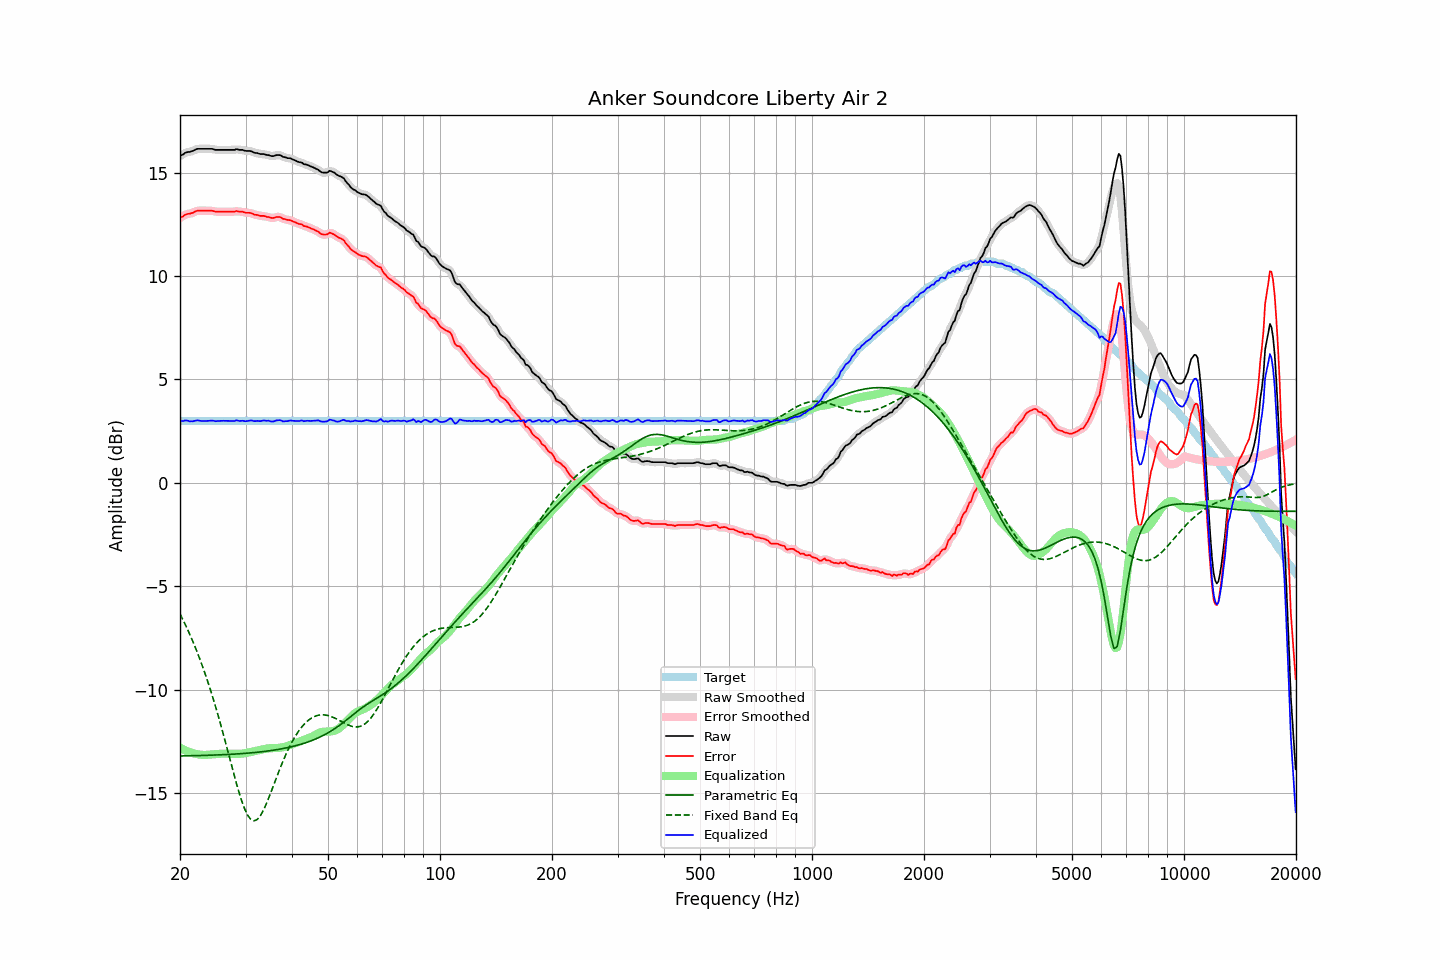 Anker Soundcore Liberty Air 2
Amplitude (dBr)
15
10
5
0
−5
−10
−15
Target
Raw Smoothed
Error Smoothed
Raw
Error
Equalization
Parametric Eq
Fixed Band Eq
Equalized
20 50 100 200 500 1000 2000 5000 10000 20000
Frequency (Hz)